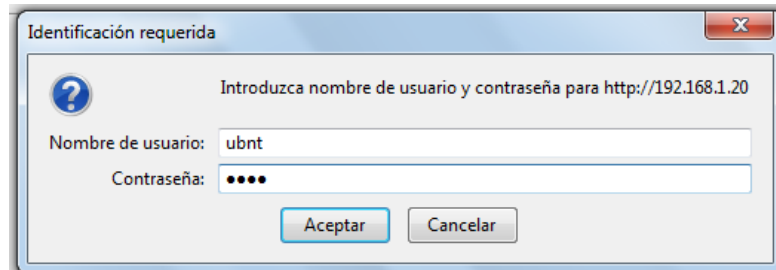 Identificación requerida
Introduzca nombre de usuario y contraseña para http://192.168.1.20
Nombre de usuario: ubnt
Contraseña: ●●●●
Aceptar Cancelar